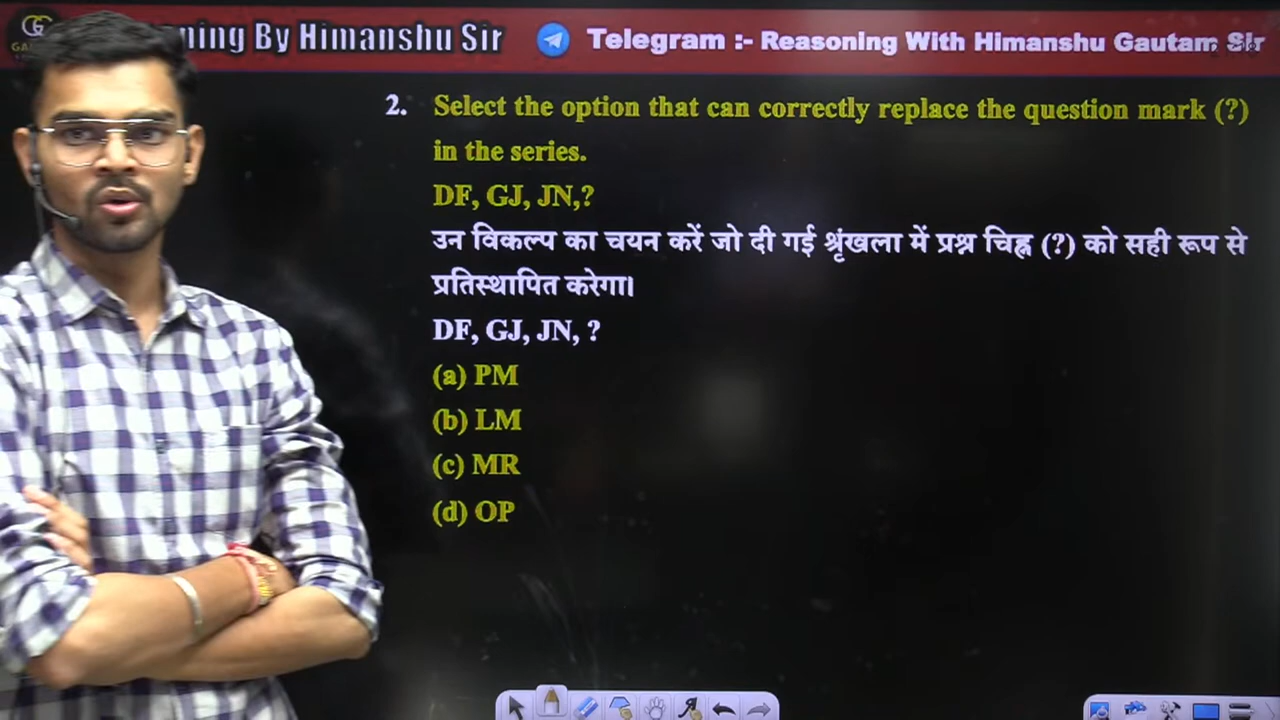 ning By Himanshu Sir
Telegram :- Reasoning With Himanshu Gautam Sir
2. Select the option that can correctly replace the question mark (?)
in the series.
DF, GJ, JN,?
उन विकल्प का चयन करें जो दी गई श्रृंखला में प्रश्न चिह्न (?) को सही रूप से
प्रतिस्थापित करेगा।
DF, GJ, JN, ?
(a) PM
(b) LM
(c) MR
(d) OP